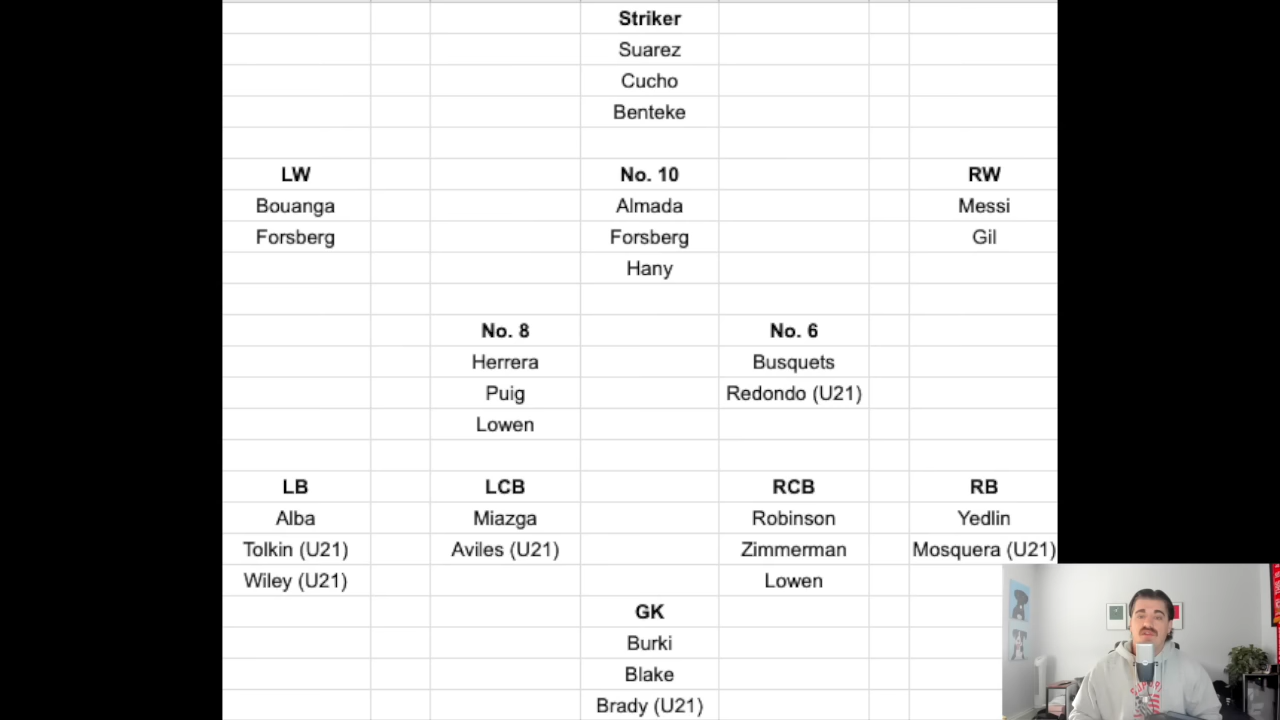 Striker
Suarez
Cucho
Benteke
LW No. 10 RW
Bouanga Almada Messi
Forsberg Forsberg Gil
Hany
No. 8 No. 6
Herrera Busquets
Puig Redondo (U21)
Lowen
LB LCB RCB RB
Alba Miazga Robinson Yedlin
Tolkin (U21) Aviles (U21) Zimmerman Mosquera (U21)
Wiley (U21) Lowen
GK
Burki
Blake
Brady (U21)